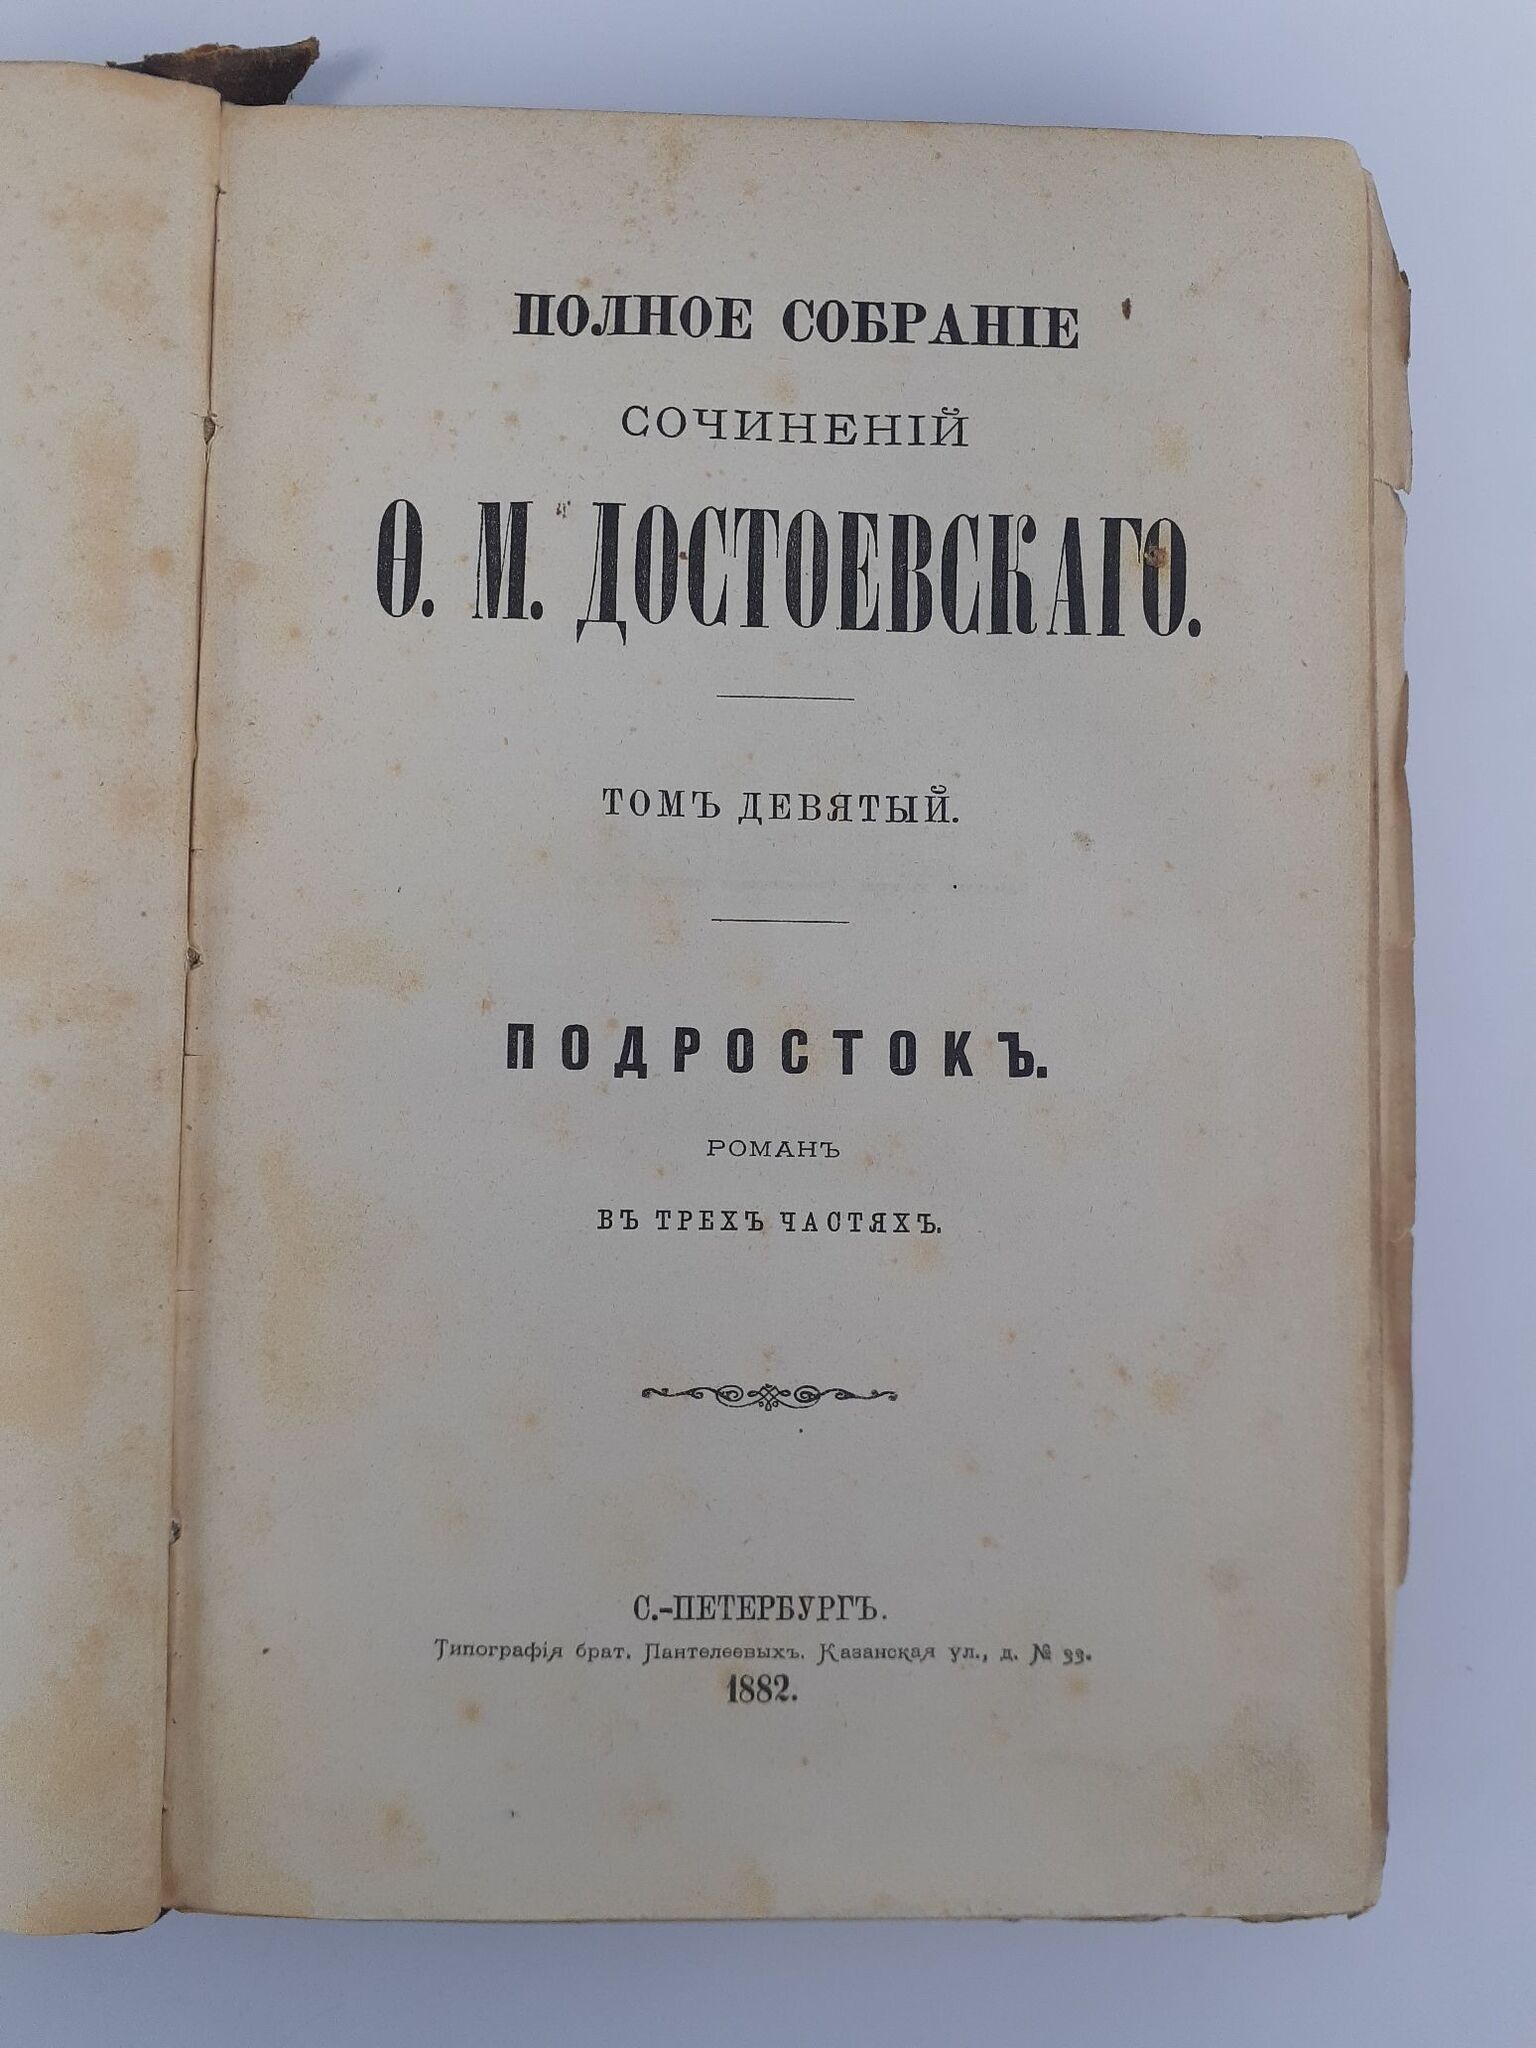 ПОЛНОЕ СОБРАНІЕ
СОЧИНЕНІЙ
Ѳ. М. ДОСТОЕВСКАГО.
ТОМЪ ДЕВЯТЫЙ.
ПОДРОСТОКЪ.
РОМАНЪ
ВЪ ТРЕХЪ ЧАСТЯХЪ.
С.-ПЕТЕРБУРГЪ.
Типографія брат. Пантелеевыхъ. Казанская ул., д. № 33.
1882.